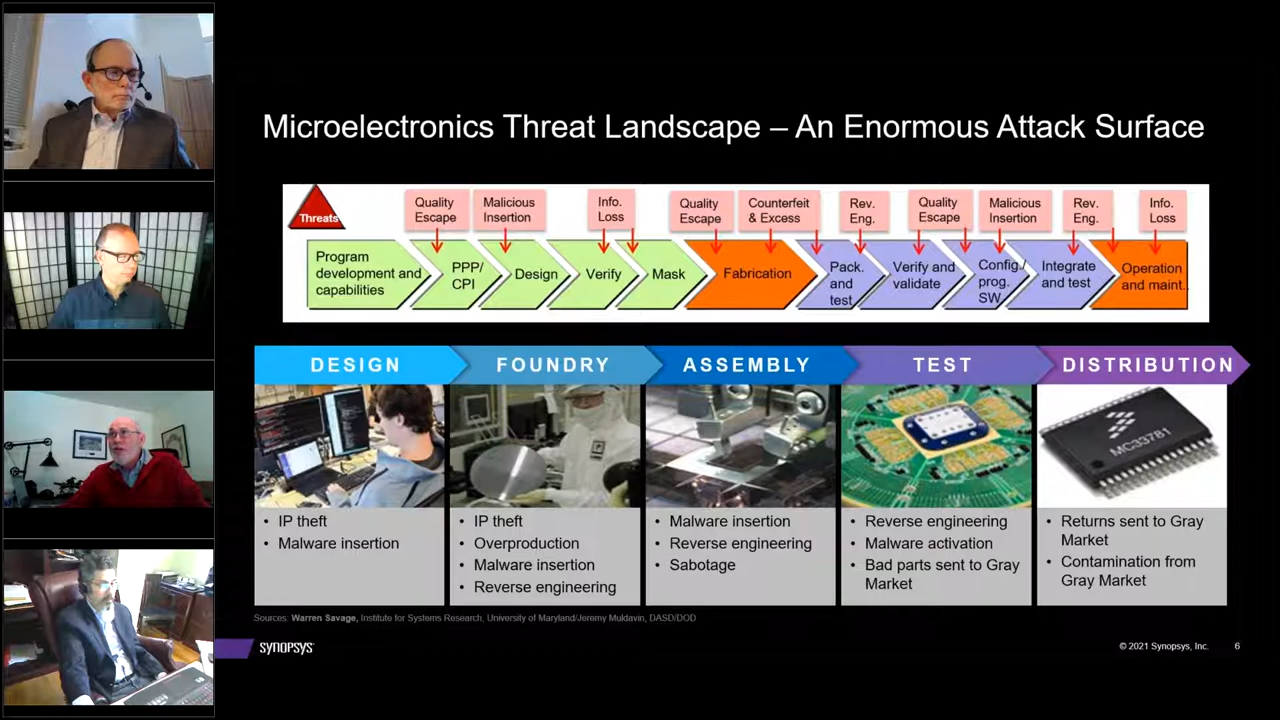 Microelectronics Threat Landscape – An Enormous Attack Surface
Threats
Quality
Escape
Malicious
Insertion
Info.
Loss
Quality
Escape
Counterfeit
& Excess
Rev.
Eng.
Quality
Escape
Malicious
Insertion
Rev.
Eng.
Info.
Loss
Program
development and
capabilities
PPP/
CPI
Design
Verify
Mask
Fabrication
Pack.
and
test
Verify and
validate
Config./
prog.
SW
Integrate
and test
Operation
and maint.
DESIGN
FOUNDRY
ASSEMBLY
TEST
DISTRIBUTION
MC33781
• IP theft
• Malware insertion
• IP theft
• Overproduction
• Malware insertion
• Reverse engineering
• Malware insertion
• Reverse engineering
• Sabotage
• Reverse engineering
• Malware activation
• Bad parts sent to Gray
Market
• Returns sent to Gray
Market
• Contamination from
Gray Market
Sources: Warren Savage, Institute for Systems Research, University of Maryland/Jeremy Muldavin, DASD/DOD
SYNOPSYS
© 2021 Synopsys, Inc.
6